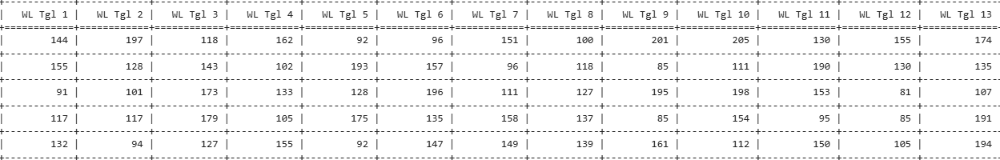 | WL Tgl 1 | WL Tgl 2 | WL Tgl 3 | WL Tgl 4 | WL Tgl 5 | WL Tgl 6 | WL Tgl 7 | WL Tgl 8 | WL Tgl 9 | WL Tgl 10 | WL Tgl 11 | WL Tgl 12 | WL Tgl 13
| 144 | 197 | 118 | 162 | 92 | 96 | 151 | 100 | 201 | 205 | 130 | 155 | 174
| 155 | 128 | 143 | 102 | 193 | 157 | 96 | 118 | 85 | 111 | 190 | 130 | 135
| 91 | 101 | 173 | 133 | 128 | 196 | 111 | 127 | 195 | 198 | 153 | 81 | 107
| 117 | 117 | 179 | 105 | 175 | 135 | 158 | 137 | 85 | 154 | 95 | 85 | 191
| 132 | 94 | 127 | 155 | 92 | 147 | 149 | 139 | 161 | 112 | 150 | 105 | 194